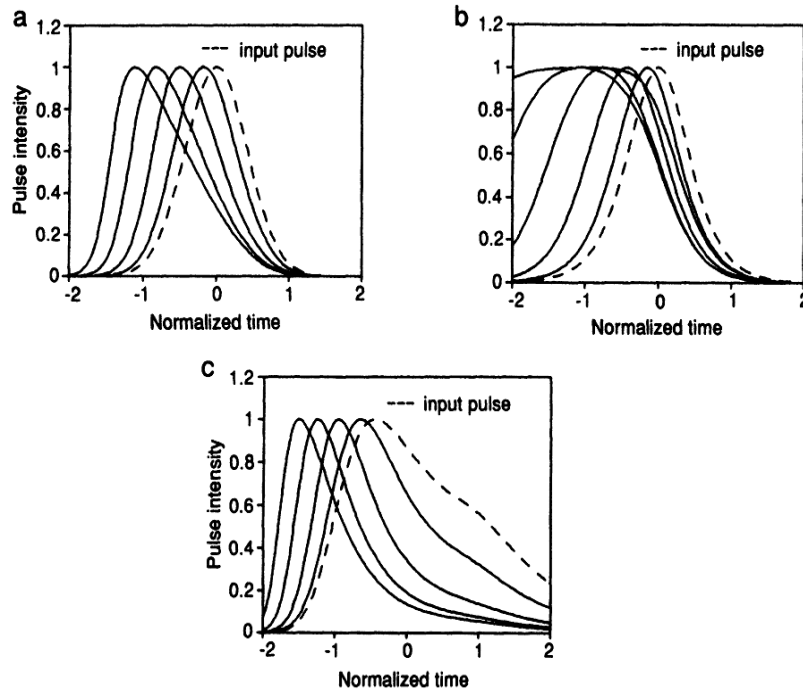 a
1.2
1
0.8
0.6
0.4
0.2
0
-2 -1 0 1 2
Pulse intensity
Normalized time
--- input pulse
b
1.2
1
0.8
0.6
0.4
0.2
0
-2 -1 0 1 2
Pulse intensity
Normalized time
--- input pulse
c
1.2
1
0.8
0.6
0.4
0.2
0
-2 -1 0 1 2
Pulse intensity
Normalized time
--- input pulse